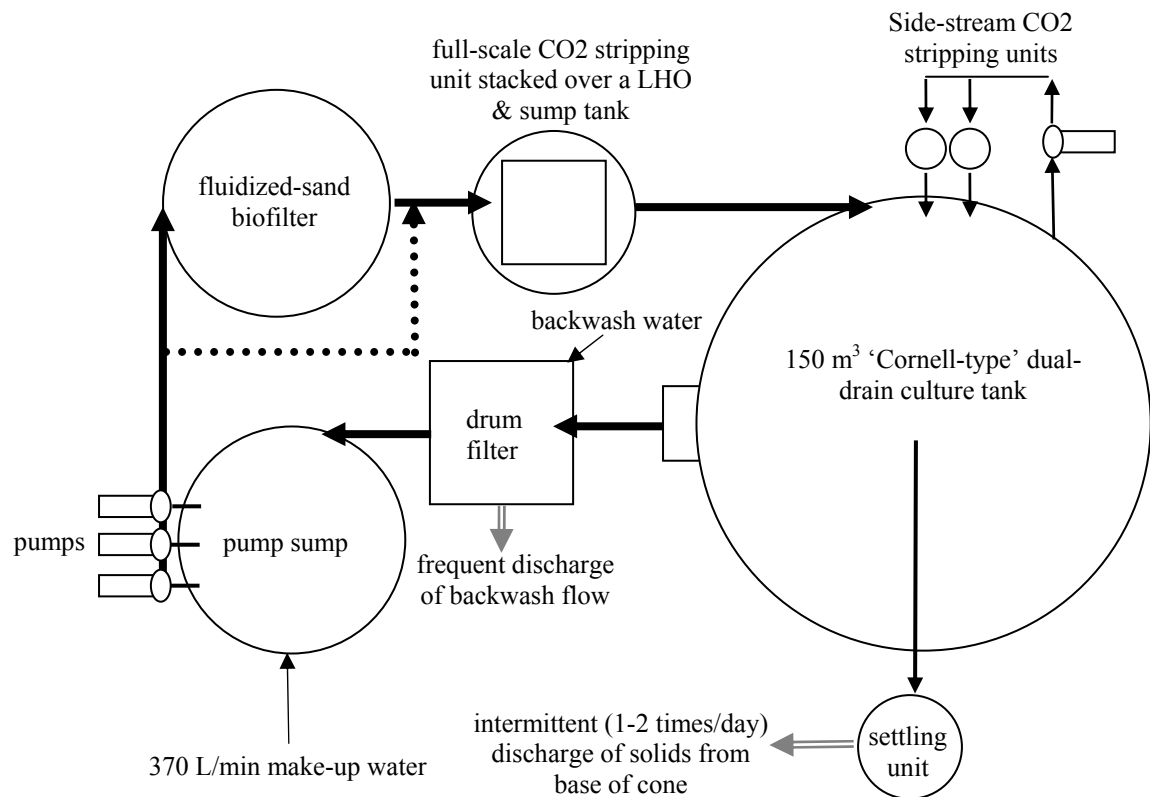 Side-stream CO2
stripping units
full-scale CO2 stripping
unit stacked over a LHO
& sump tank
fluidized-sand
biofilter
backwash water
150 m³ ‘Cornell-type’ dual-
drain culture tank
drum
filter
pumps
pump sump
frequent discharge
of backwash flow
370 L/min make-up water
intermittent (1-2 times/day)
discharge of solids from
base of cone
settling
unit